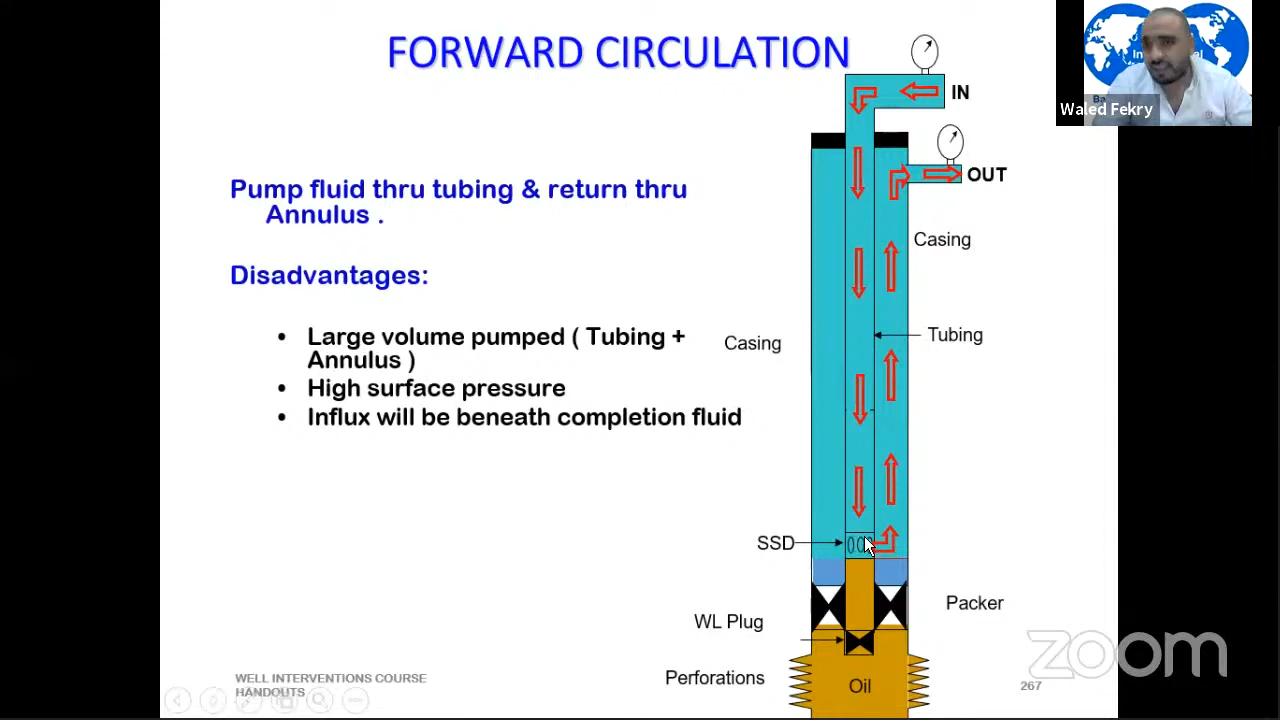 FORWARD CIRCULATION
IN
Waled Fekry
OUT
Pump fluid thru tubing & return thru
Annulus .
Casing
Disadvantages:
• Large volume pumped ( Tubing +
Annulus )
Casing
Tubing
• High surface pressure
• Influx will be beneath completion fluid
SSD
Packer
WL Plug
Perforations
Oil
zoom
WELL INTERVENTIONS COURSE
HANDOUTS
267